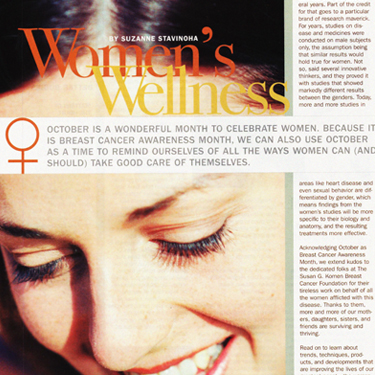 BY SUZANNE STAVINOHA
Women's
Wellness
OCTOBER IS A WONDERFUL MONTH TO CELEBRATE WOMEN. BECAUSE IT
IS BREAST CANCER AWARENESS MONTH, WE CAN ALSO USE OCTOBER
AS A TIME TO REMIND OURSELVES OF ALL THE WAYS WOMEN CAN (AND
SHOULD) TAKE GOOD CARE OF THEMSELVES.
eral years. Part of the credit
for that goes to a particular
brand of research maverick.
For years, studies on dis-
ease and medicines were
conducted on male subjects
only, the assumption being
that similar results would
hold true for women. Not
so, said several innovative
thinkers, and they proved it
with studies that showed
markedly different results
between the genders. Today,
more and more studies in
areas like heart disease and
even sexual behavior are dif-
ferentiated by gender, which
means findings from the
women's studies will be more
specific to their biology and
anatomy, and the resulting
treatments more effective.
Acknowledging October as
Breast Cancer Awareness
Month, we extend kudos to
the dedicated folks at The
Susan G. Komen Breast
Cancer Foundation for their
tireless work on behalf of all
the women afflicted with this
disease. Thanks to them,
more and more of our moth-
ers, daughters, sisters, and
friends are surviving and
thriving.
Read on to learn about
trends, techniques, prod-
ucts, and developments that
are improving the lives of our